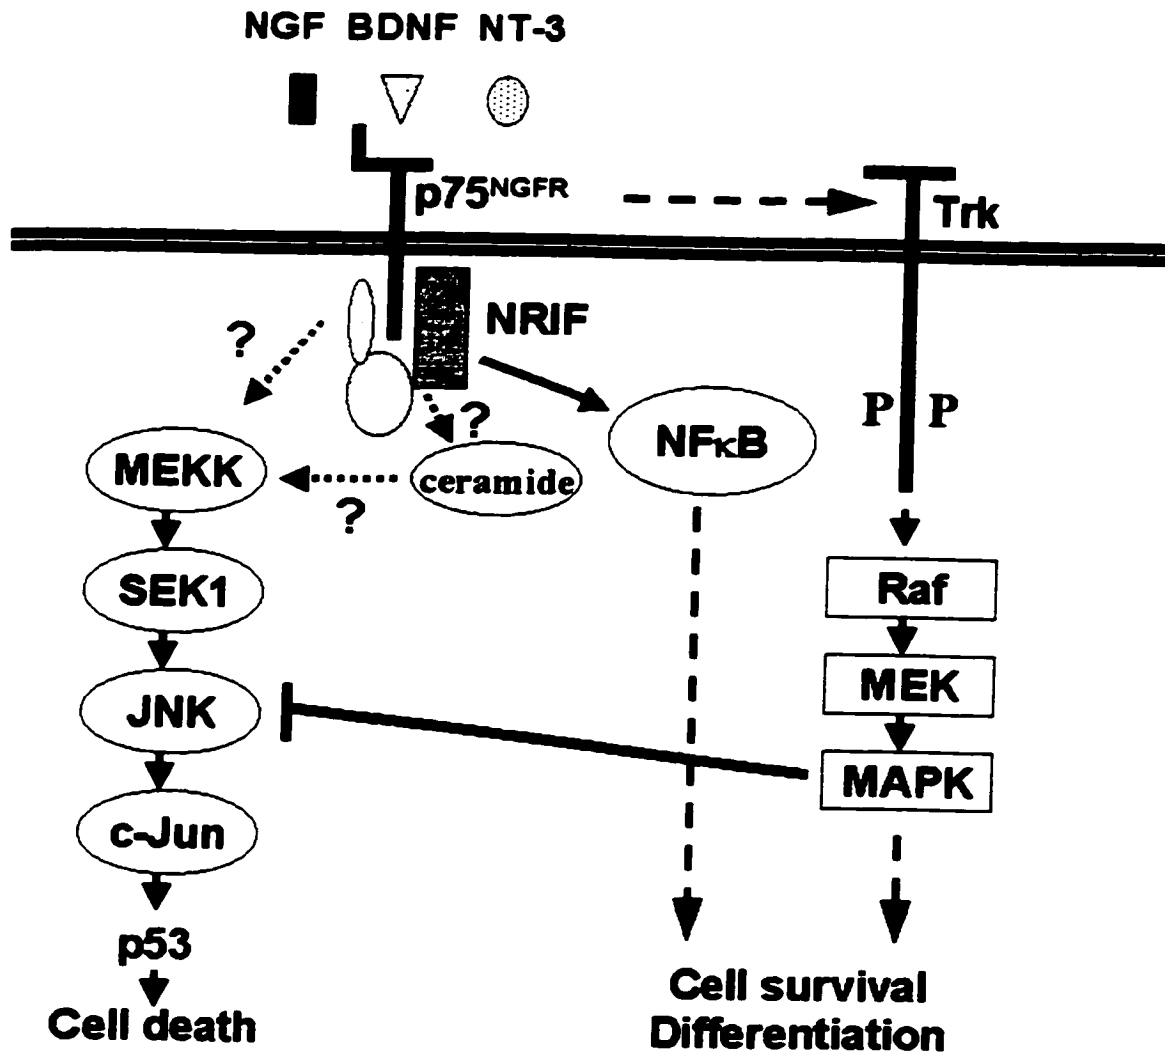 NGF BDNF NT-3
p75NGFR
Trk
NRIF
?
P P
?
NFκB
MEKK
ceramide
?
SEK1
Raf
MEK
JNK
MAPK
c-Jun
p53
Cell survival
Differentiation
Cell death